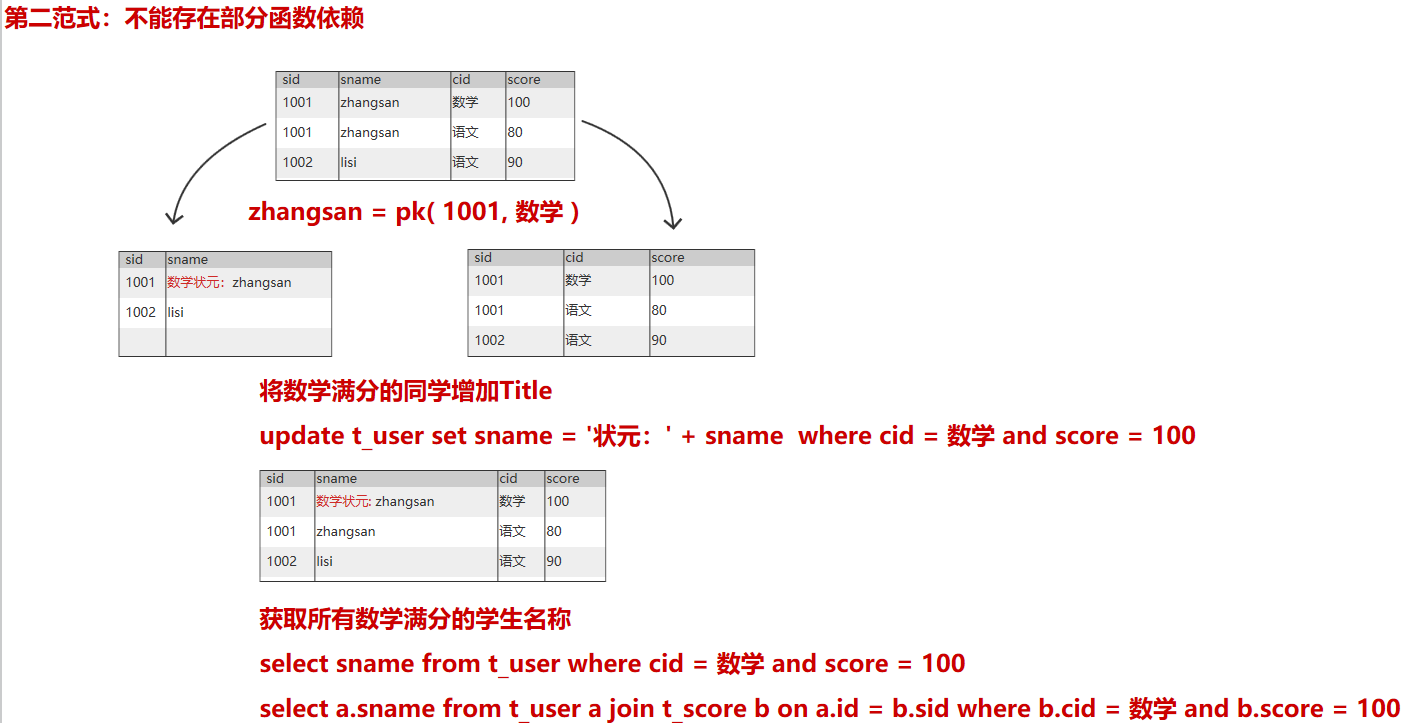 第二范式：不能存在部分函数依赖
sid sname cid score
1001 zhangsan 数学 100
1001 zhangsan 语文 80
1002 lisi 语文 90
zhangsan = pk( 1001, 数学 )
sid sname
1001 数学状元：zhangsan
1002 lisi
sid cid score
1001 数学 100
1001 语文 80
1002 语文 90
将数学满分的同学增加Title
update t_user set sname = '状元：' + sname where cid = 数学 and score = 100
sid sname cid score
1001 数学状元: zhangsan 数学 100
1001 zhangsan 语文 80
1002 lisi 语文 90
获取所有数学满分的学生名称
select sname from t_user where cid = 数学 and score = 100
select a.sname from t_user a join t_score b on a.id = b.sid where b.cid = 数学 and b.score = 100